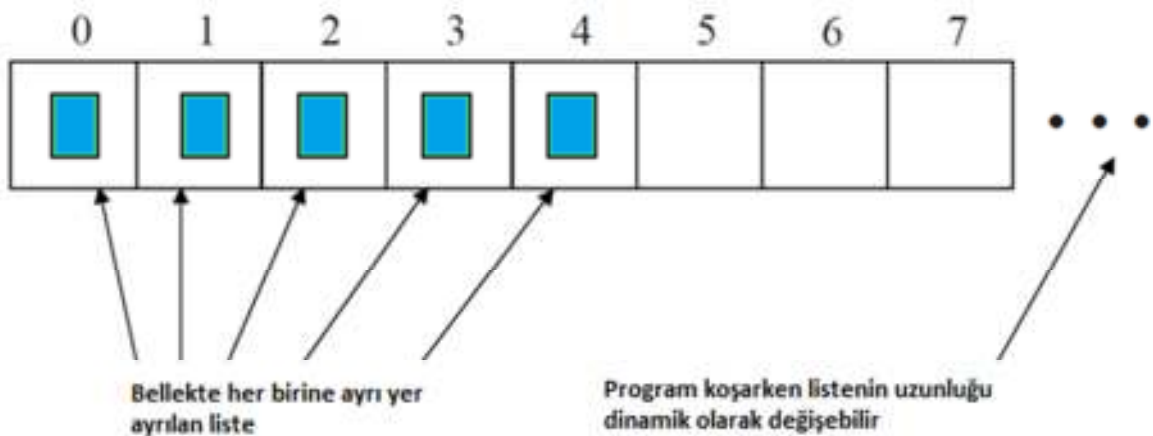 0 1 2 3 4 5 6 7
Bellekte her birine ayrı yer
ayrılan liste
Program koşarken listenin uzunluğu
dinamik olarak değişebilir